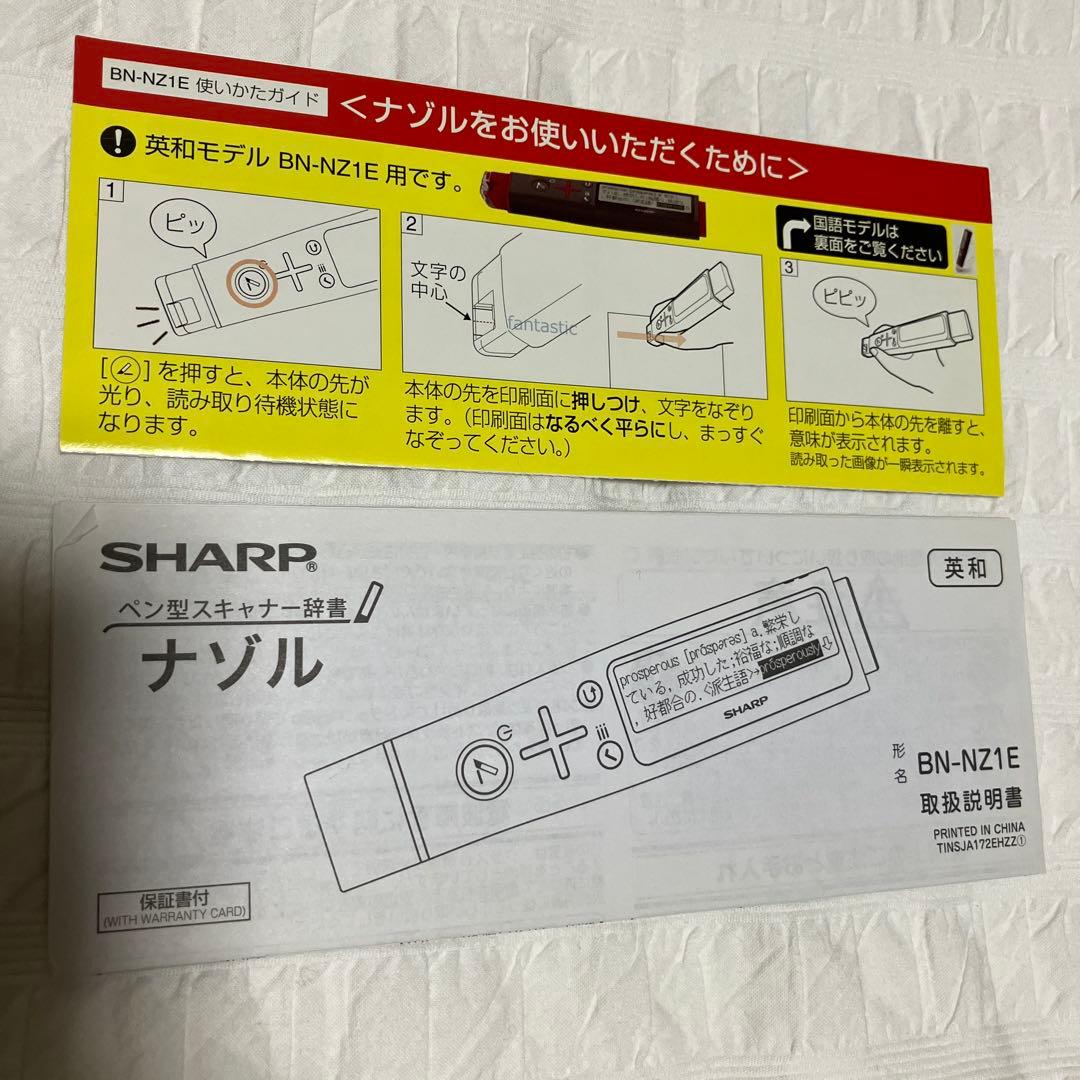 BN-NZ1E 使いかたガイド
＜ナゾルをお使いいただくために＞
! 英和モデル BN-NZ1E 用です。
国語モデルは
裏面をご覧ください
1
ピッ
[ ] を押すと、本体の先が
光り、読み取り待機状態に
なります。
2
文字の
中心
fantastic
本体の先を印刷面に押しつけ、文字をなぞり
ます。（印刷面はなるべく平らにし、まっすぐ
なぞってください。）
3
ピピッ
印刷面から本体の先を離すと、
意味が表示されます。
読み取った画像が一瞬表示されます。
SHARP®
ペン型スキャナー辞書
ナゾル
英和
prosperous [prάspərəs] a.繁栄し
ている, 成功した;裕福な;順調な
, 好都合の.<派生語>→prόsperously
SHARP
形名 BN-NZ1E
取扱説明書
PRINTED IN CHINA
TINSJA172EHZZ①
保証書付
(WITH WARRANTY CARD)